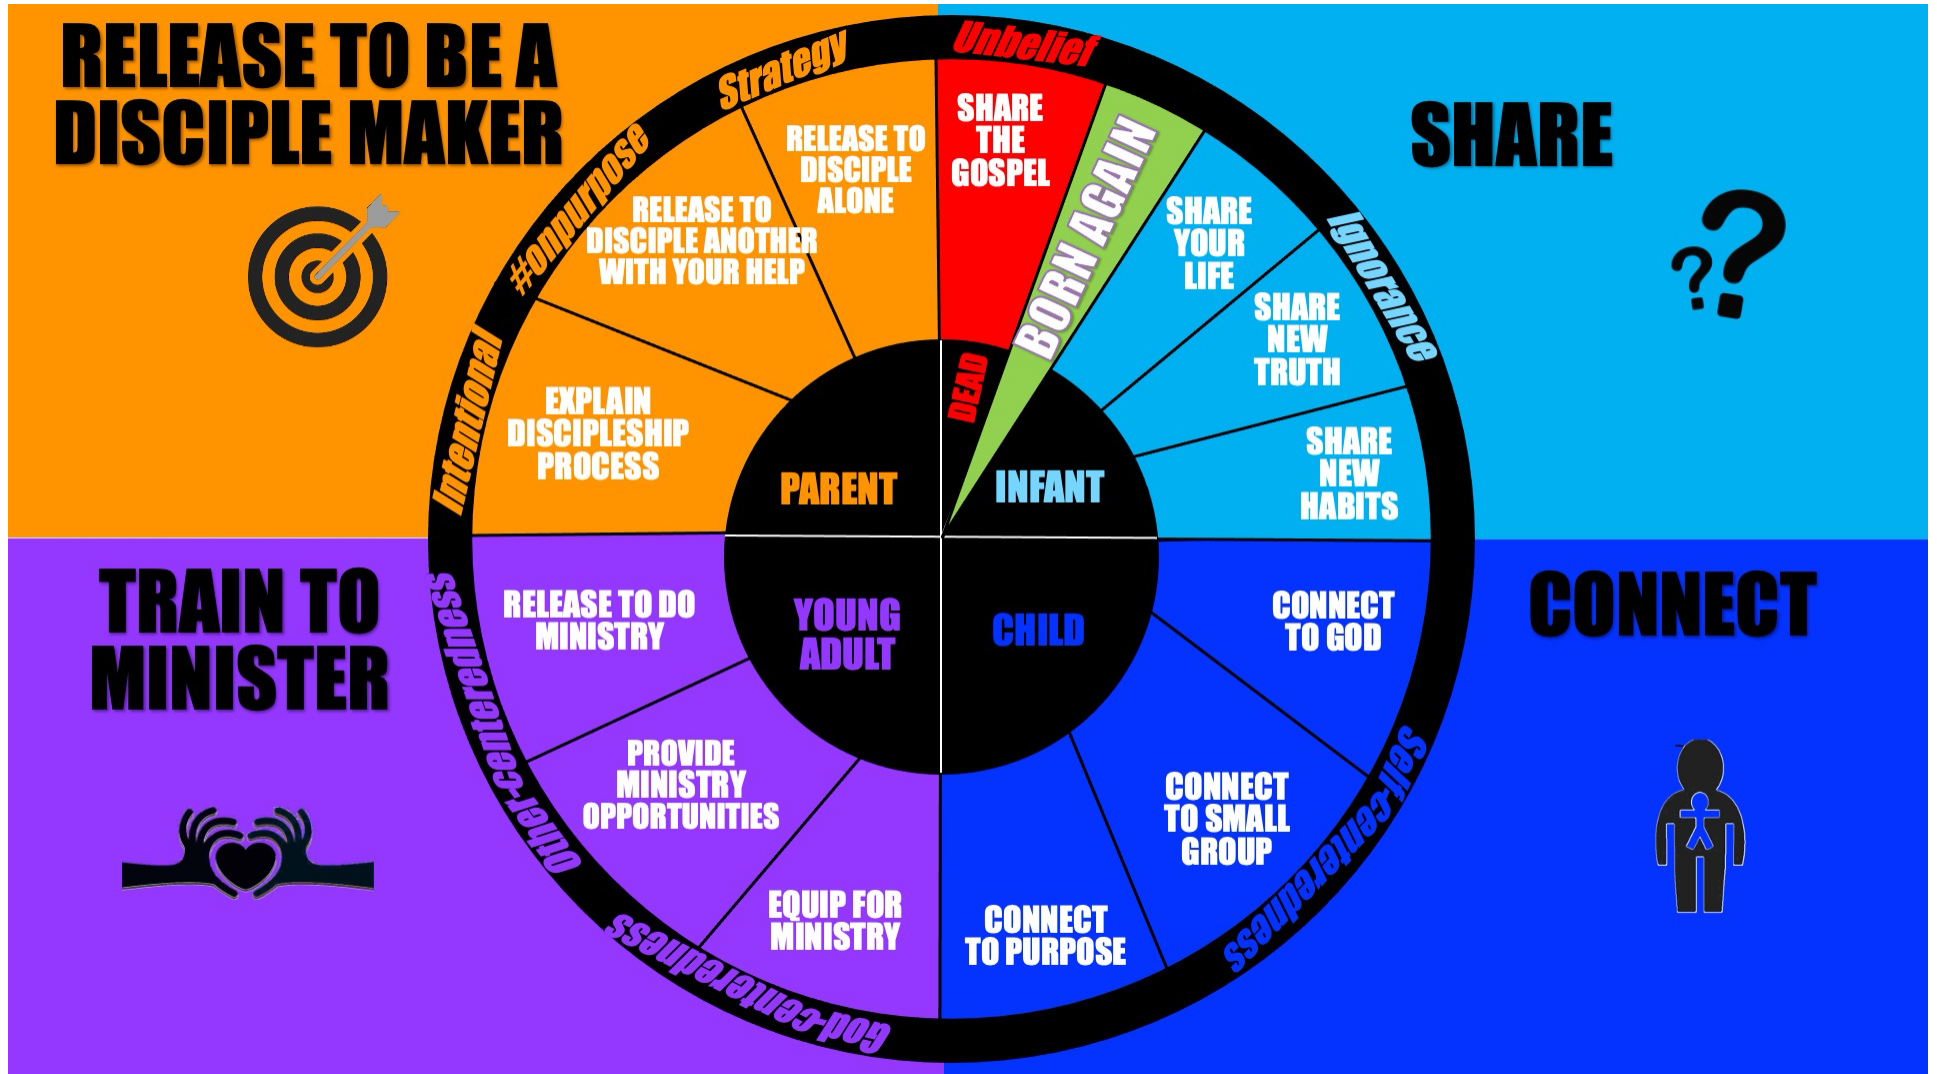 RELEASE TO BE A
DISCIPLE MAKER
SHARE
TRAIN TO
MINISTER
CONNECT
Unbelief
Ignorance
Self-centeredness
God-centeredness
Other-centeredness
Intentional
#onpurpose
Strategy
SHARE
THE
GOSPEL
BORN AGAIN
SHARE
YOUR
LIFE
SHARE
NEW
TRUTH
SHARE
NEW
HABITS
CONNECT
TO GOD
CONNECT
TO SMALL
GROUP
CONNECT
TO PURPOSE
EQUIP FOR
MINISTRY
PROVIDE
MINISTRY
OPPORTUNITIES
RELEASE TO DO
MINISTRY
EXPLAIN
DISCIPLESHIP
PROCESS
RELEASE TO
DISCIPLE ANOTHER
WITH YOUR HELP
RELEASE TO
DISCIPLE
ALONE
DEAD
INFANT
CHILD
YOUNG
ADULT
PARENT